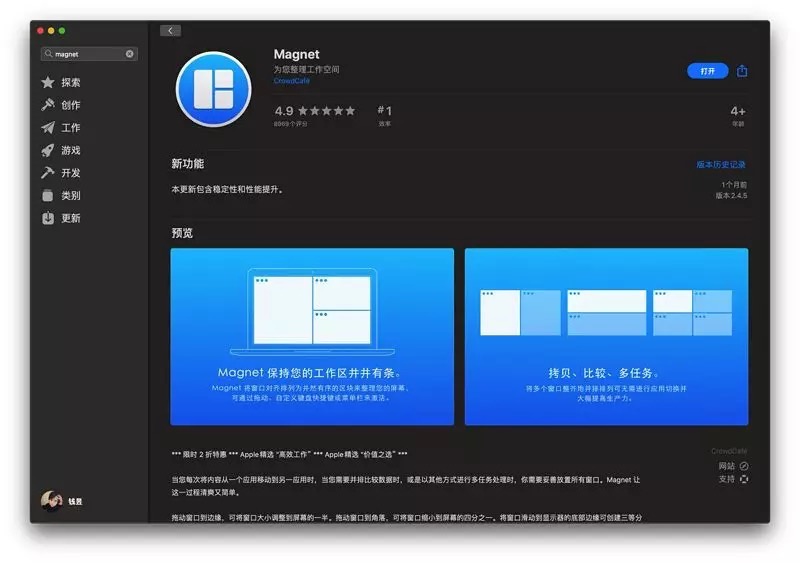 magnet
探索
创作
工作
游戏
开发
类别
更新
钱昱
Magnet
为您整理工作空间
CrowdCafé
打开
4.9
8969个评分
#1
效率
4+
年龄
新功能
版本历史记录
本更新包含稳定性和性能提升。
1个月前
版本 2.4.5
预览
Magnet 保持您的工作区井井有条。
Magnet 将窗口对齐排列为井然有序的区块来整理您的屏幕，
可通过拖动、自定义键盘快捷键或菜单栏来激活。
拷贝、比较、多任务。
将多个窗口整齐地并排排列可无需进行应用切换并
大幅提高生产力。
*** 限时 2 折特惠 *** Apple精选 “高效工作” *** Apple精选 “价值之选” ***
CrowdCafé
网站
支持
当您每次将内容从一个应用移动到另一应用时，当您需要并排比较数据时，或是以其他方式进行多任务处理时，你需要妥善放置所有窗口。Magnet 让
这一过程清爽又简单。
拖动窗口到边缘，可将窗口大小调整到屏幕的一半。拖动窗口到角落，可将窗口缩小到屏幕的四分之一。将窗口滑动到显示器的底部边缘可创建三等分